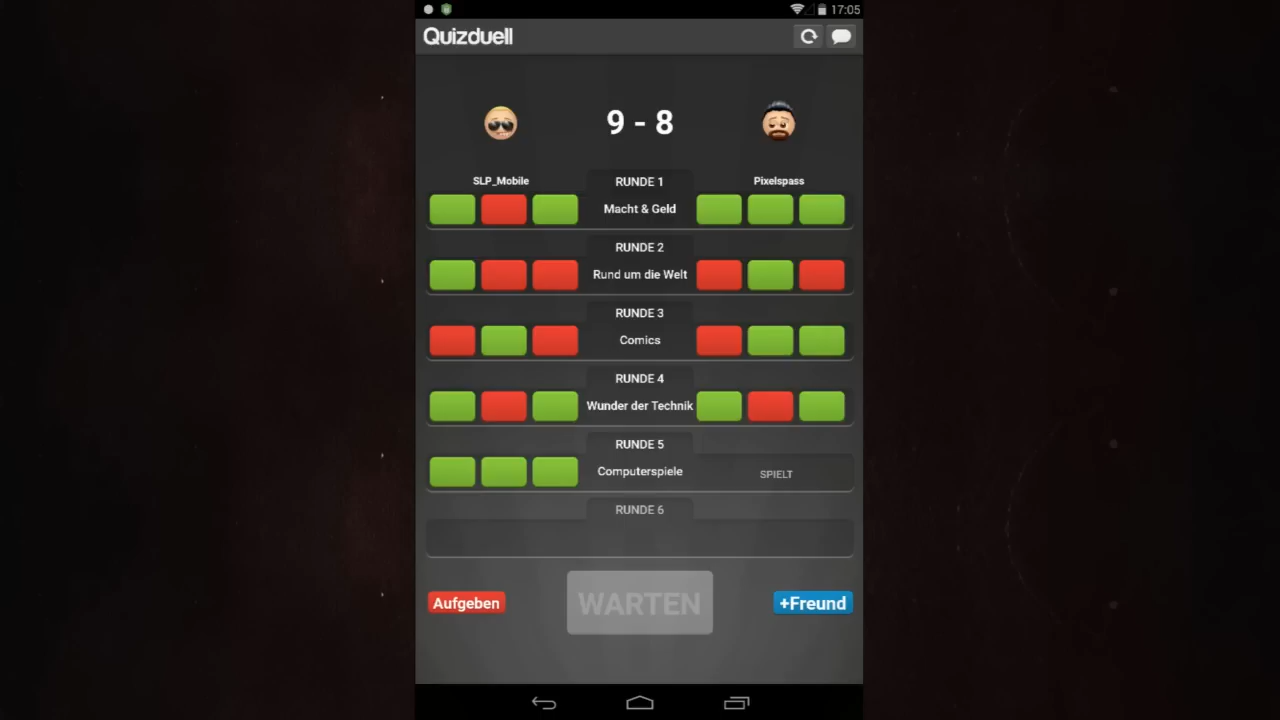 17:05
Quizduell
9 - 8
SLP_Mobile
RUNDE 1
Pixelspass
Macht & Geld
RUNDE 2
Rund um die Welt
RUNDE 3
Comics
RUNDE 4
Wunder der Technik
RUNDE 5
Computerspiele
SPIELT
RUNDE 6
Aufgeben
WARTEN
+Freund